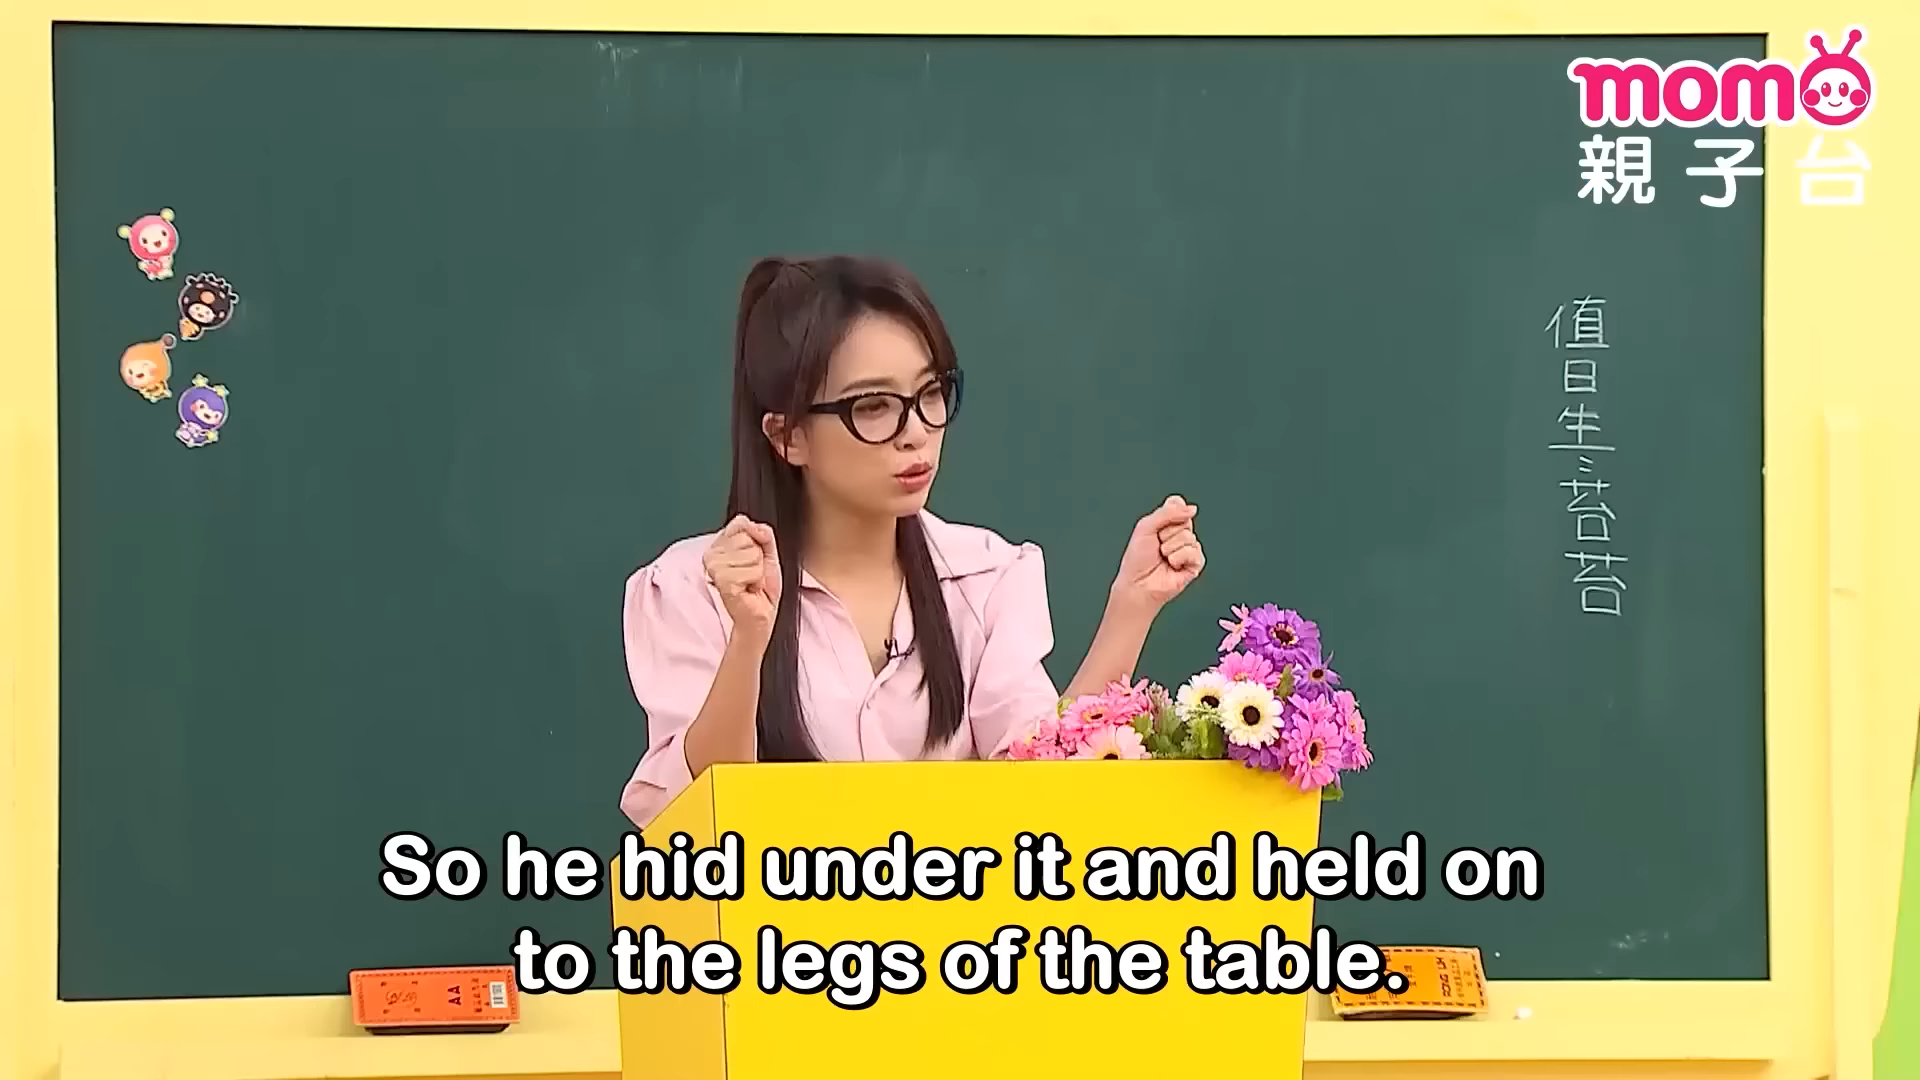 momo
親子台
值日生：苔苔
So he hid under it and held on
to the legs of the table.
AA